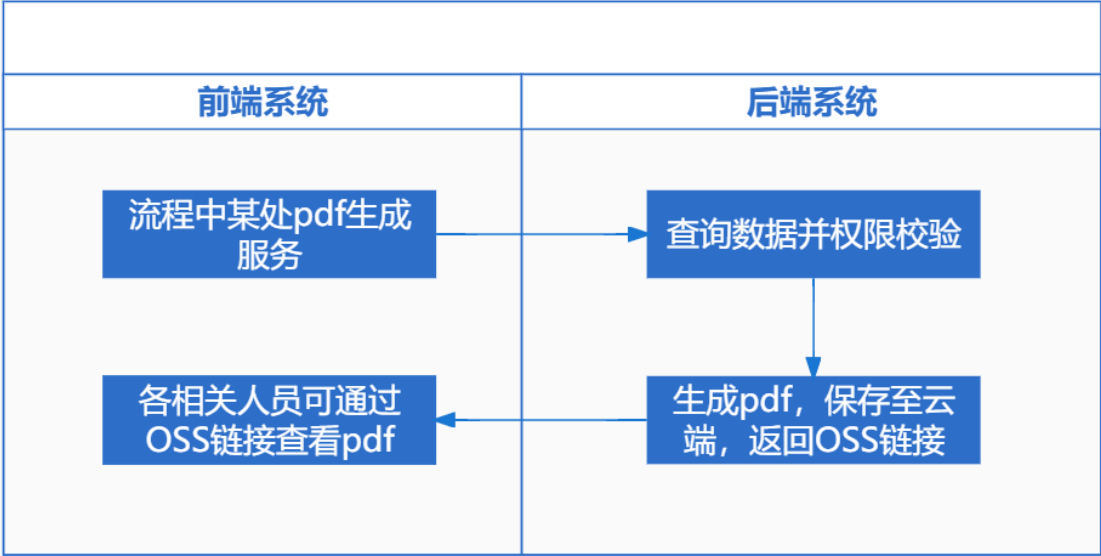 前端系统
后端系统
流程中某处pdf生成
服务
查询数据并权限校验
生成pdf，保存至云
端，返回OSS链接
各相关人员可通过
OSS链接查看pdf